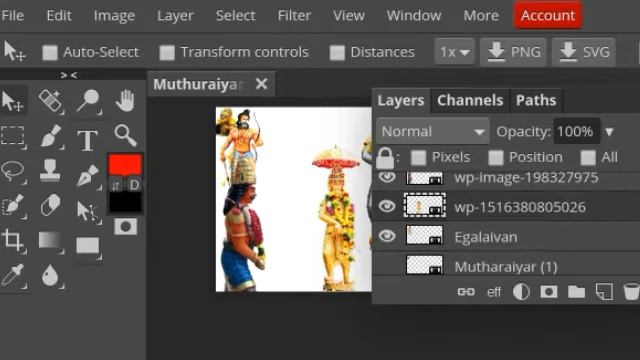 File Edit Image Layer Select Filter View Window More Account
Auto-Select Transform controls Distances 1x PNG SVG
> <
Muthuraiyar
Layers Channels Paths
Normal Opacity: 100%
: Pixels Position All
wp-image-198327975
wp-1516380805026
Egalaivan
Mutharaiyar (1)
T
D
eff